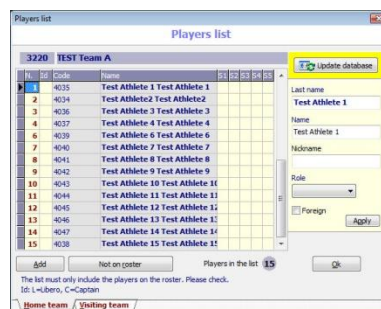 Players list
Players list
3220 TEST Team A
Update database
N. Id Code Name S1 S2 S3 S4 S5
1 4035 Test Athlete 1 Test Athlete 1
2 4034 Test Athlete2 Test Athlete2
3 4036 Test Athlete 3 Test Athlete 3
4 4037 Test Athlete 4 Test Athlete 4
6 4039 Test Athlete 6 Test Athlete 6
7 4040 Test Athlete 7 Test Athlete 7
8 4041 Test Athlete 8 Test Athlete 8
9 4042 Test Athlete 9 Test Athlete 9
10 4043 Test Athlete 10 Test Athlete 10
11 4044 Test Athlete 11 Test Athlete 11
12 4045 Test Athlete 12 Test Athlete 12
13 4046 Test Athlete 13 Test Athlete 13
14 4047 Test Athlete 14 Test Athlete 14
15 4038 Test Athlete 15 Test Athlete 15
Last name
Test Athlete 1
Name
Test Athlete 1
Nickname
Role
Foreign
Apply
Add
Not on roster
Players in the list 15
Ok
The list must only include the players on the roster. Please check.
Id: L=Libero, C=Captain
Home team / Visiting team